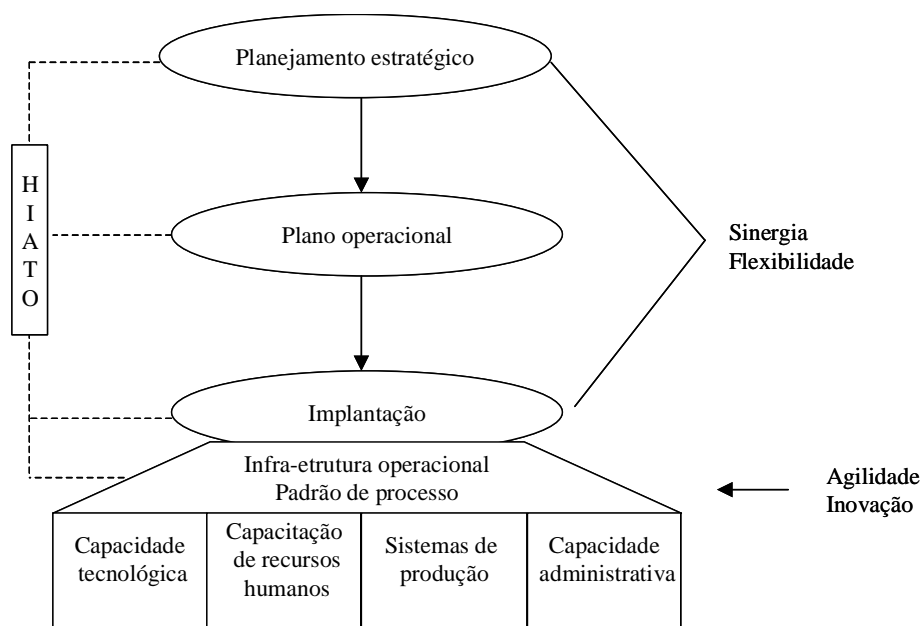 Planejamento estratégico
H
I
A
T
O
Plano operacional
Sinergia
Flexibilidade
Implantação
Infra-etrutura operacional
Padrão de processo
Agilidade
Inovação
Capacidade
tecnológica
Capacitação
de recursos
humanos
Sistemas de
produção
Capacidade
administrativa